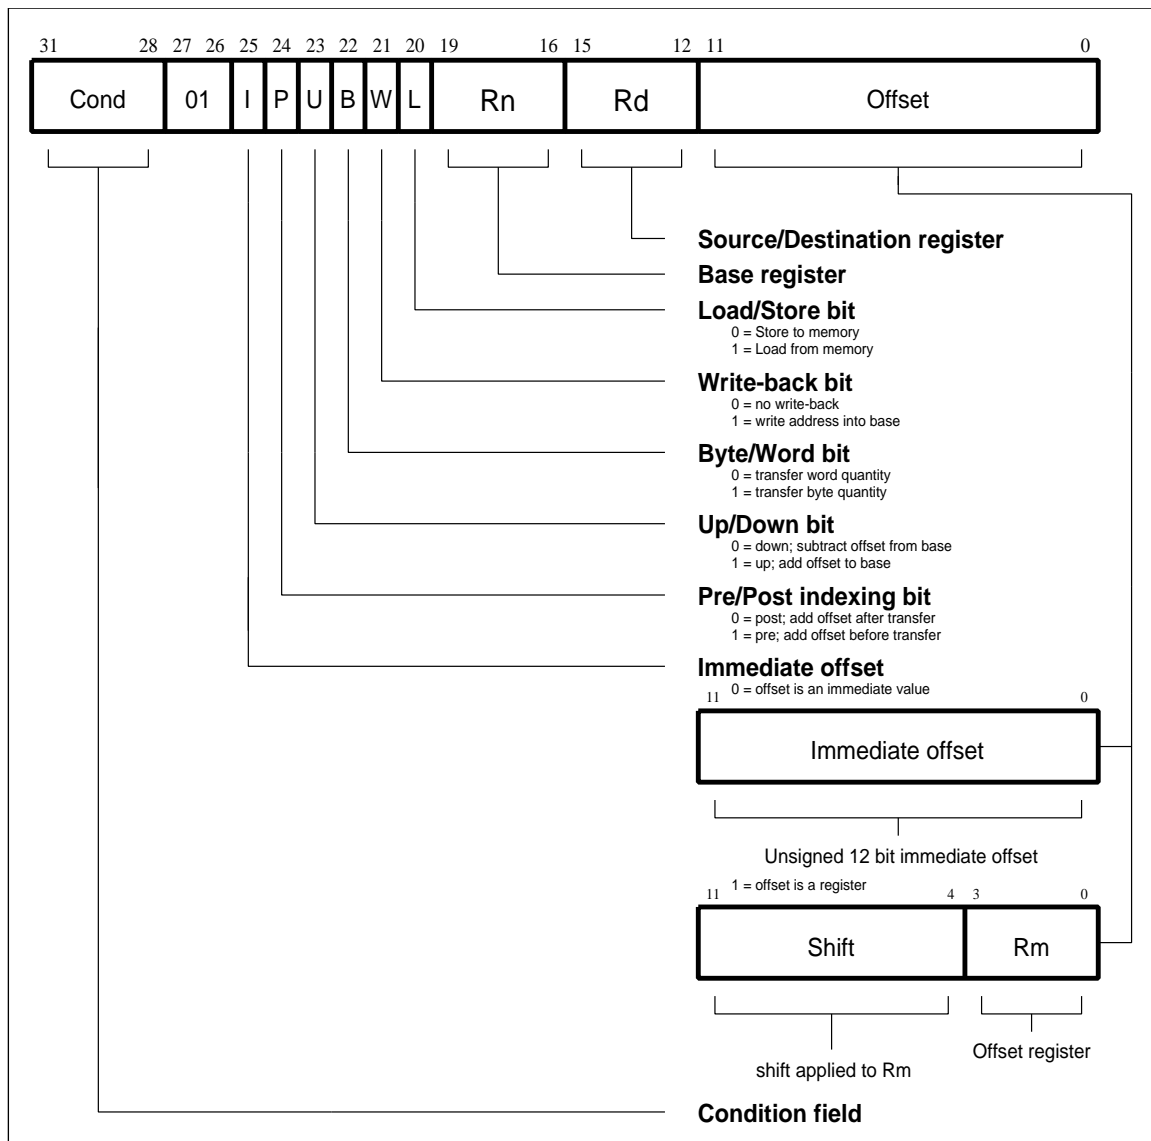 31 28 27 26 25 24 23 22 21 20 19 16 15 12 11 0
Cond 01 I P U B W L Rn Rd Offset
Source/Destination register
Base register
Load/Store bit
0 = Store to memory
1 = Load from memory
Write-back bit
0 = no write-back
1 = write address into base
Byte/Word bit
0 = transfer word quantity
1 = transfer byte quantity
Up/Down bit
0 = down; subtract offset from base
1 = up; add offset to base
Pre/Post indexing bit
0 = post; add offset after transfer
1 = pre; add offset before transfer
Immediate offset
0 = offset is an immediate value
11 0
Immediate offset
Unsigned 12 bit immediate offset
1 = offset is a register
11 4 3 0
Shift Rm
Offset register
shift applied to Rm
Condition field